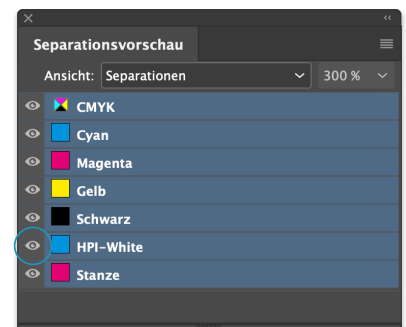 Separationsvorschau
Ansicht: Separationen 300 %
CMYK
Cyan
Magenta
Gelb
Schwarz
HPI-White
Stanze